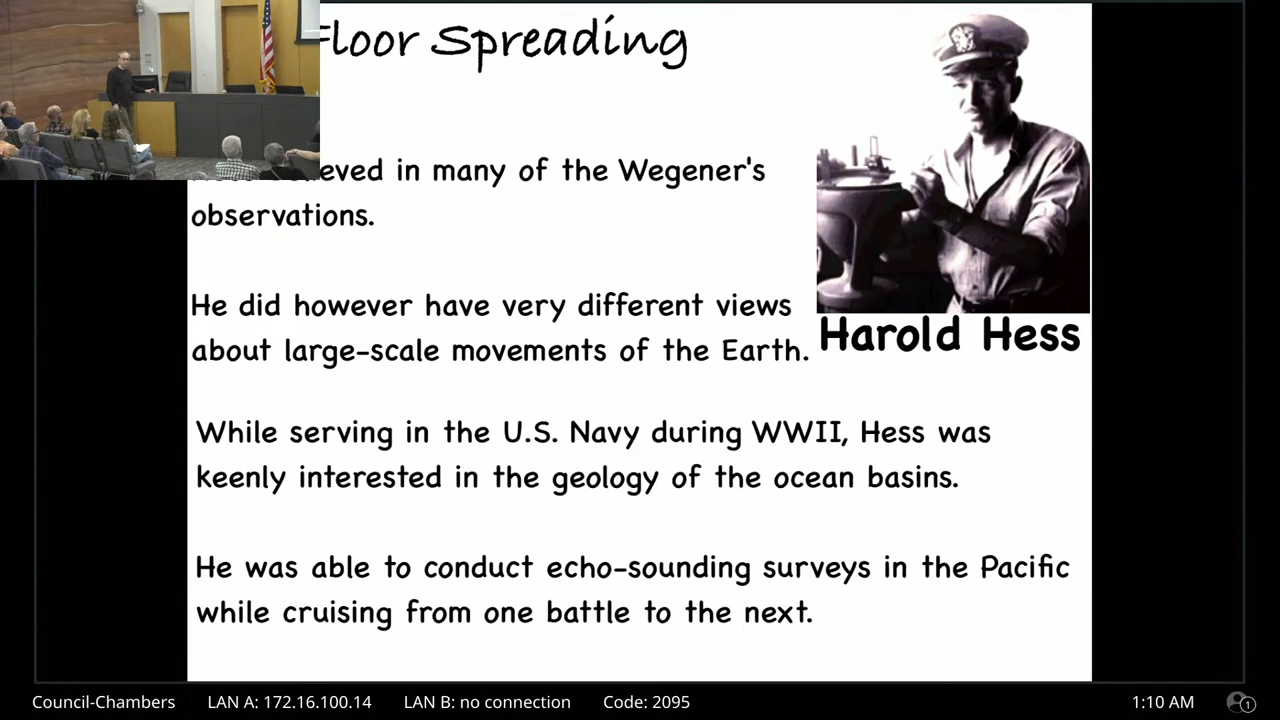 Floor Spreading
believed in many of the Wegener's
observations.
He did however have very different views
about large-scale movements of the Earth.
Harold Hess
While serving in the U.S. Navy during WWII, Hess was
keenly interested in the geology of the ocean basins.
He was able to conduct echo-sounding surveys in the Pacific
while cruising from one battle to the next.
Council-Chambers LAN A: 172.16.100.14 LAN B: no connection Code: 2095 1:10 AM 1